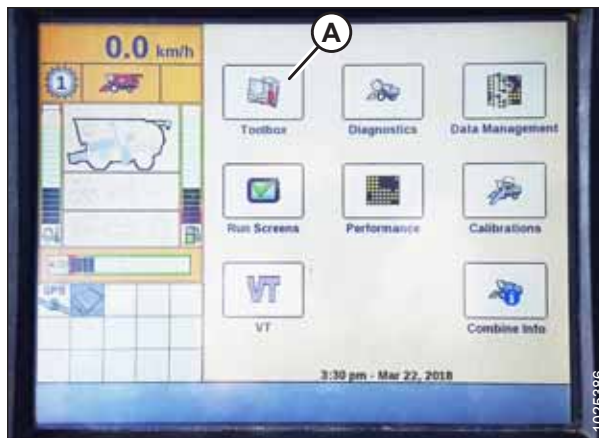 A
0.0 km/h
1
Toolbox
Diagnostics
Data Management
Run Screens
Performance
Calibrations
GPS
VT
VT
Combine Info
3:30 pm - Mar 22, 2018
1025386